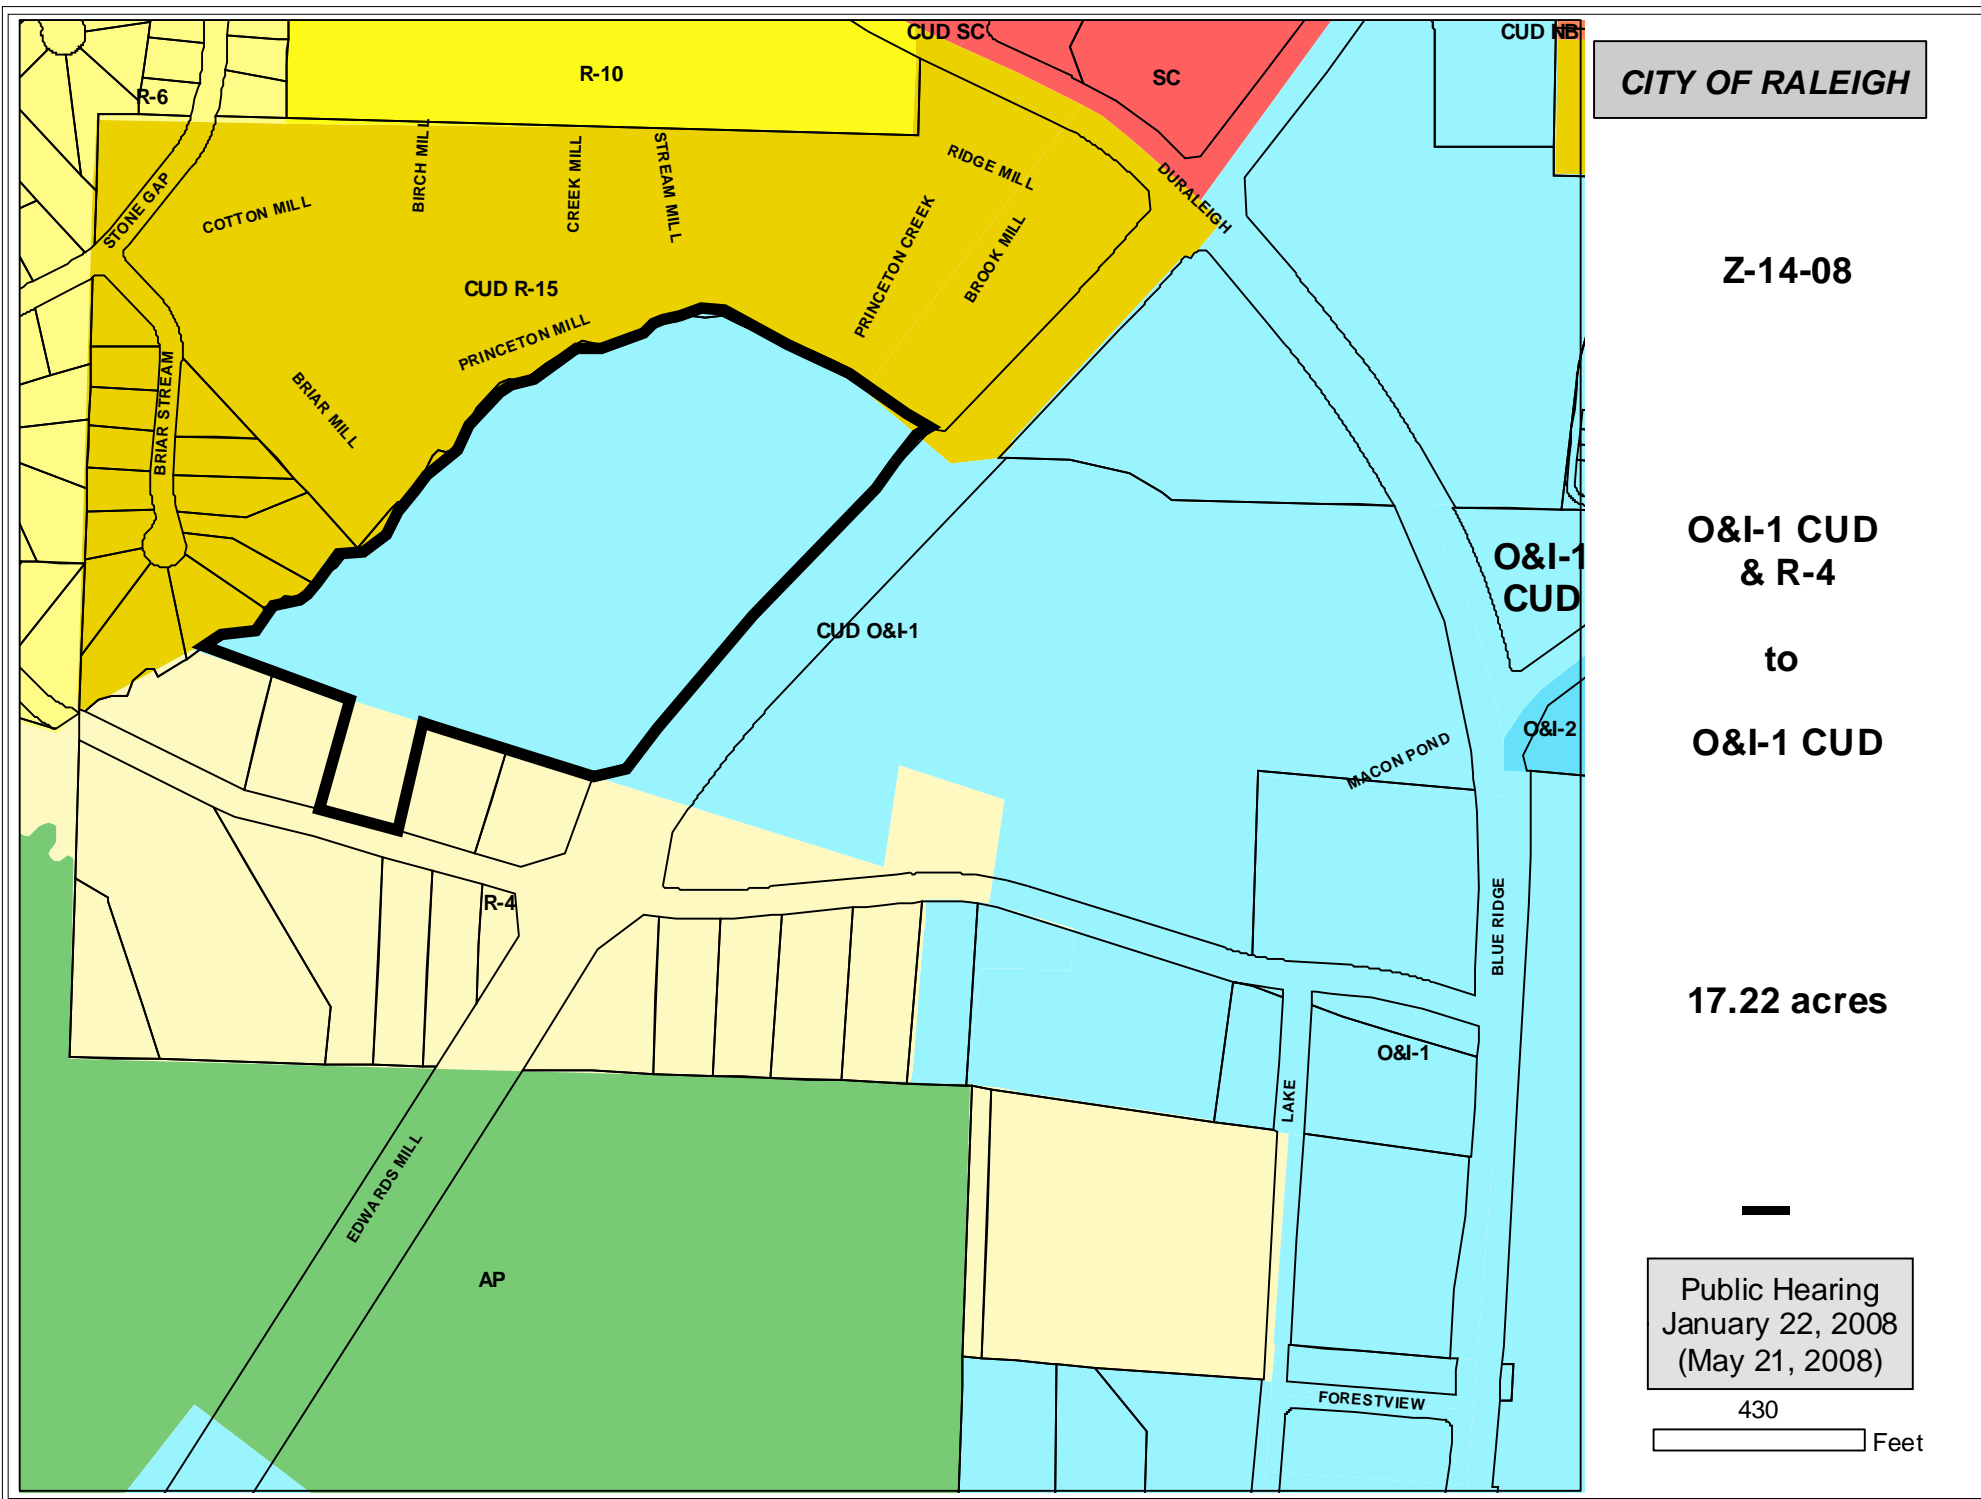 CUD SC
CUD NB
R-10
SC
R-6
CITY OF RALEIGH
BIRCH MILL
CREEK MILL
STREAM MILL
RIDGE MILL
DURALEIGH
STONE GAP
COTTON MILL
PRINCETON CREEK
BROOK MILL
Z-14-08
CUD R-15
PRINCETON MILL
BRIAR STREAM
BRIAR MILL
O&I-1 CUD
& R-4
to
O&I-1 CUD
O&I-1
CUD
CUD O&I-1
O&I-2
MACON POND
R-4
BLUE RIDGE
17.22 acres
O&I-1
LAKE
EDWARDS MILL
AP
Public Hearing
January 22, 2008
(May 21, 2008)
FORESTVIEW
430
Feet